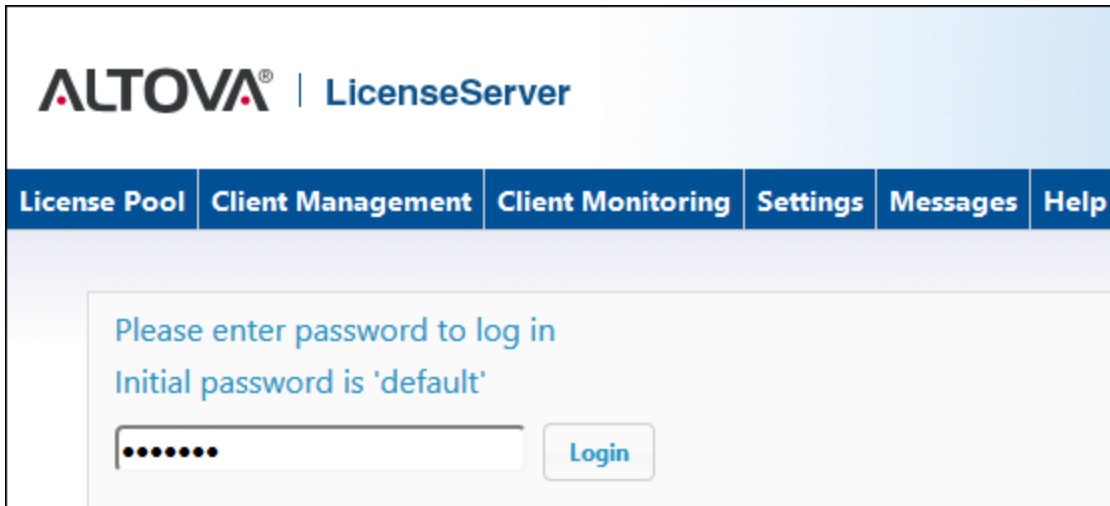 ALTOVA® | LicenseServer
License Pool Client Management Client Monitoring Settings Messages Help
Please enter password to log in
Initial password is 'default'
•••••••
Login